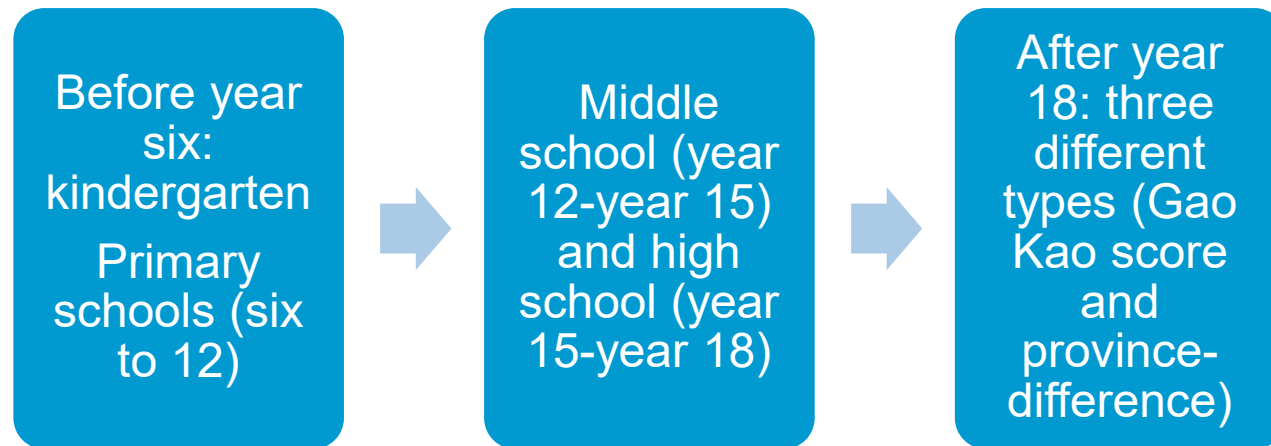 Before year
six:
kindergarten
Primary
schools (six
to 12)
Middle
school (year
12-year 15)
and high
school (year
15-year 18)
After year
18: three
different
types (Gao
Kao score
and
province-
difference)